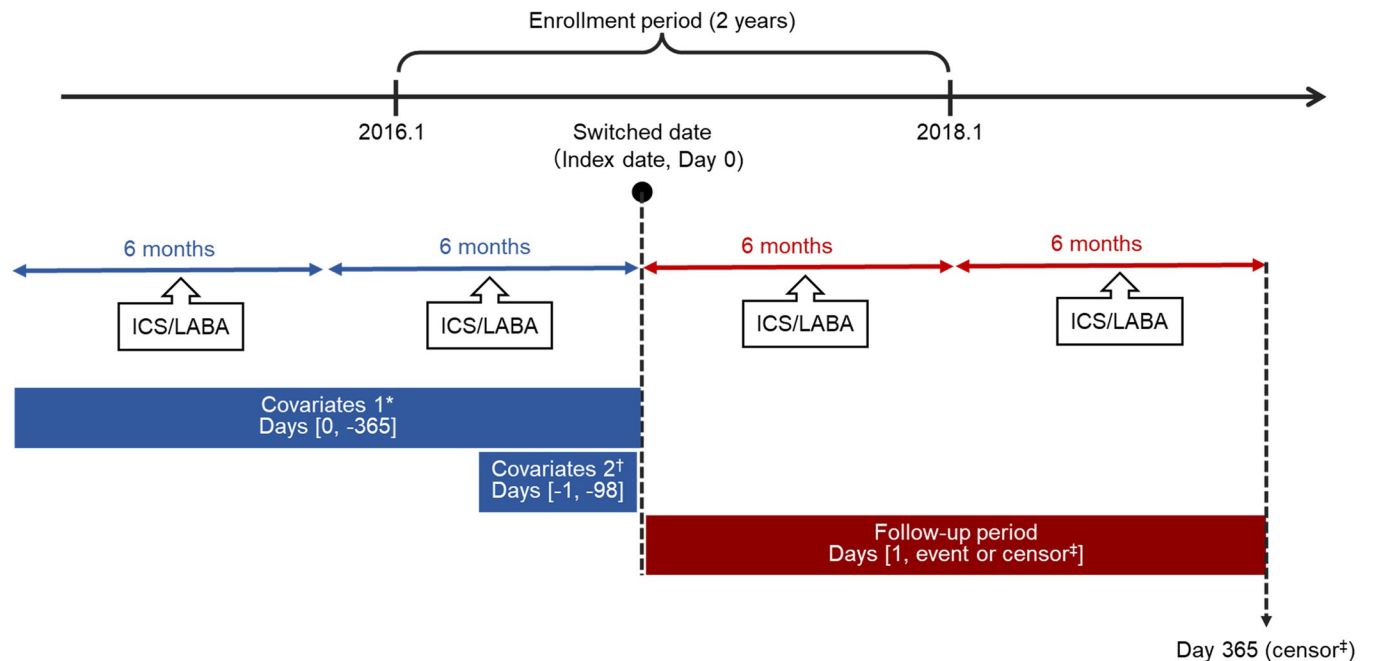 Enrollment period (2 years)
2016.1
Switched date
(Index date, Day 0)
2018.1
6 months
6 months
6 months
6 months
ICS/LABA
ICS/LABA
ICS/LABA
ICS/LABA
Covariates 1*
Days [0, -365]
Covariates 2†
Days [-1, -98]
Follow-up period
Days [1, event or censor‡]
Day 365 (censor‡)